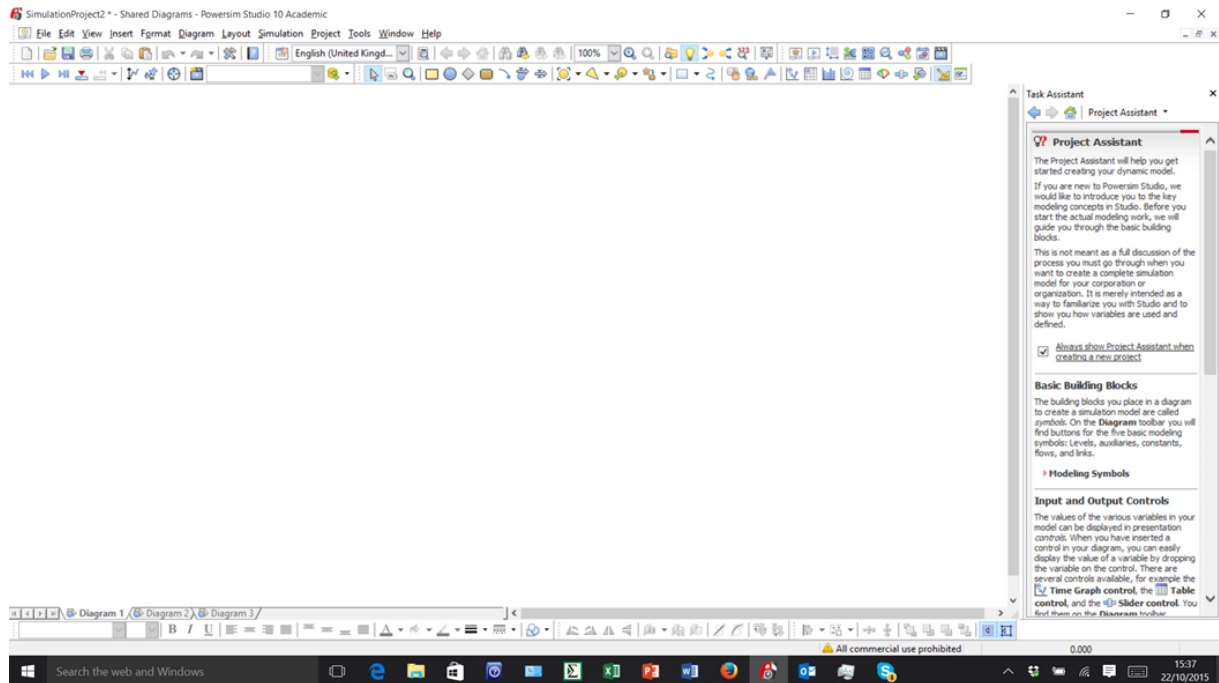 SimulationProject2 * - Shared Diagrams - Powersim Studio 10 Academic
File Edit View Insert Format Diagram Layout Simulation Project Tools Window Help
English (United Kingd...
100%
Task Assistant
Project Assistant
Project Assistant
The Project Assistant will help you get
started creating your dynamic model.
If you are new to Powersim Studio, we
would like to introduce you to the key
modeling concepts in Studio. Before you
start the actual modeling work, we will
guide you through the basic building
blocks.
This is not meant as a full discussion of the
process you must go through when you
want to create a complete simulation
model for your corporation or
organization. It is merely intended as a
way to familiarize you with Studio and to
show you how variables are used and
defined.
Always show Project Assistant when
creating a new project
Basic Building Blocks
The building blocks you place in a diagram
to create a simulation model are called
symbols. On the Diagram toolbar you will
find buttons for the five basic modeling
symbols: Levels, auxiliaries, constants,
flows, and links.
Modeling Symbols
Input and Output Controls
The values of the various variables in your
model can be displayed in presentation
controls. When you have inserted a
control in your diagram, you can easily
display the value of a variable by dropping
the variable on the control. There are
several controls available, for example the
Time Graph control, the Table
control, and the Slider control. You
find them on the Diagram toolbar.
Diagram 1 Diagram 2 Diagram 3
B I U
All commercial use prohibited
0.000
Search the web and Windows
15:37
22/10/2015